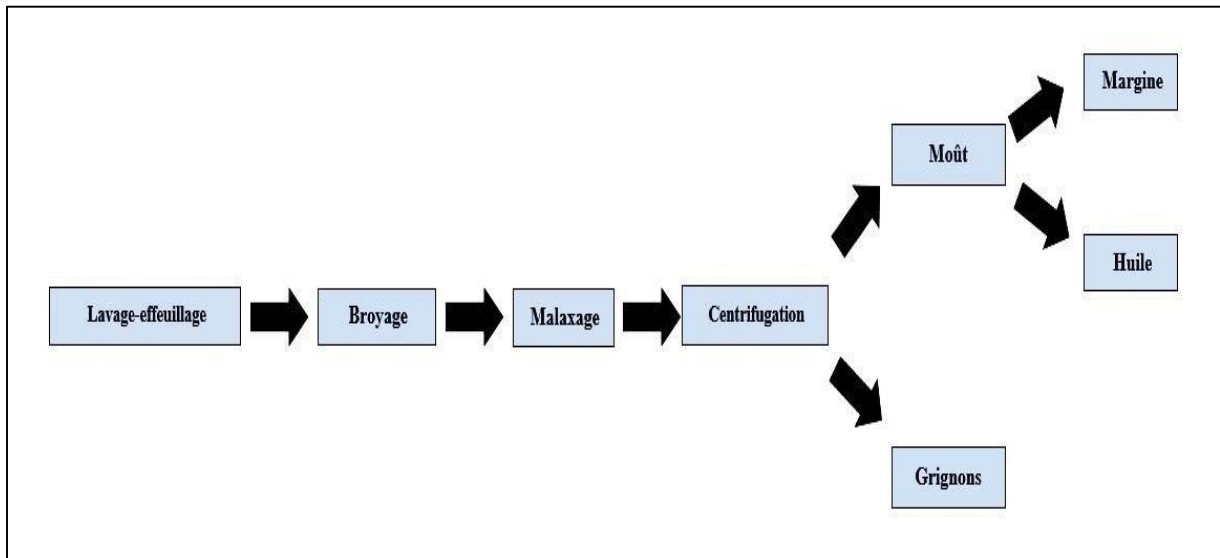 Lavage-effeuillage
Broyage
Malaxage
Centrifugation
Moût
Margine
Huile
Grignons